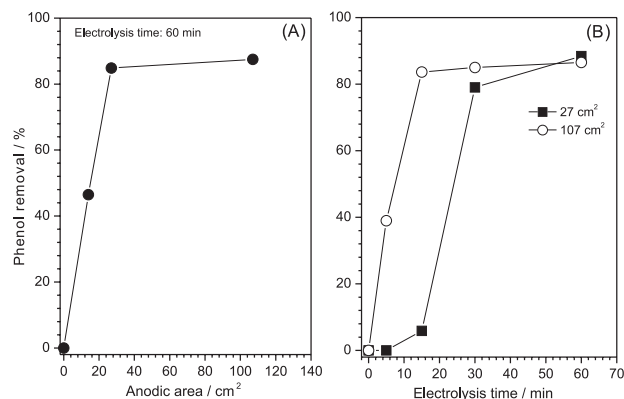 Electrolysis time: 60 min
(A)
100
80
60
40
20
0
Phenol removal / %
0 20 40 60 80 100 120 140
Anodic area / cm²
(B)
100
80
60
40
20
0
27 cm²
107 cm²
0 10 20 30 40 50 60 70
Electrolysis time / min